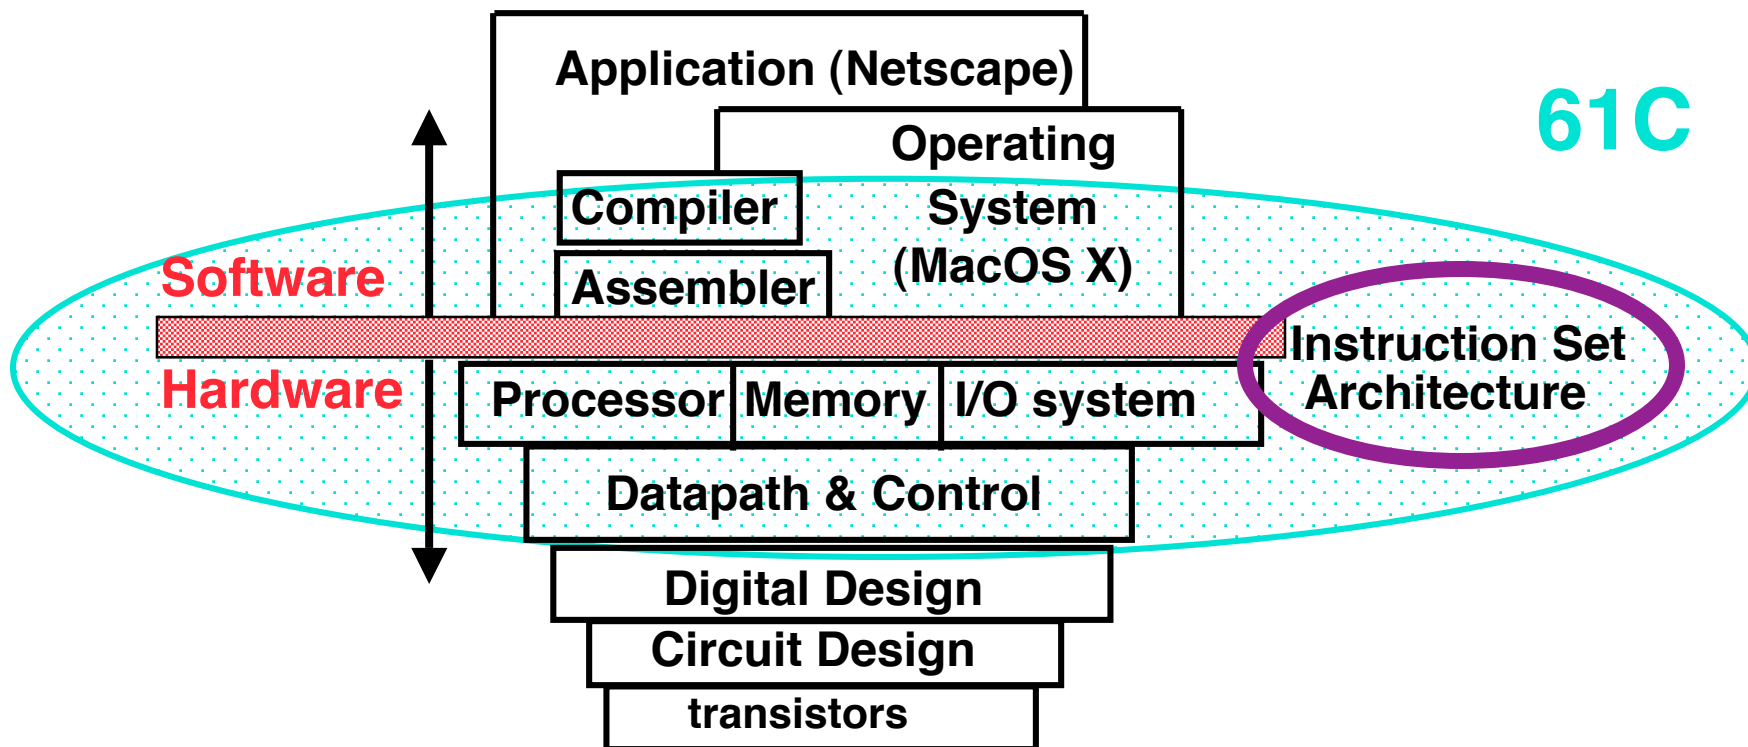 Application (Netscape)
61C
Operating
System
(MacOS X)
Compiler
Assembler
Software
Hardware
Instruction Set
Architecture
Processor
Memory
I/O system
Datapath & Control
Digital Design
Circuit Design
transistors